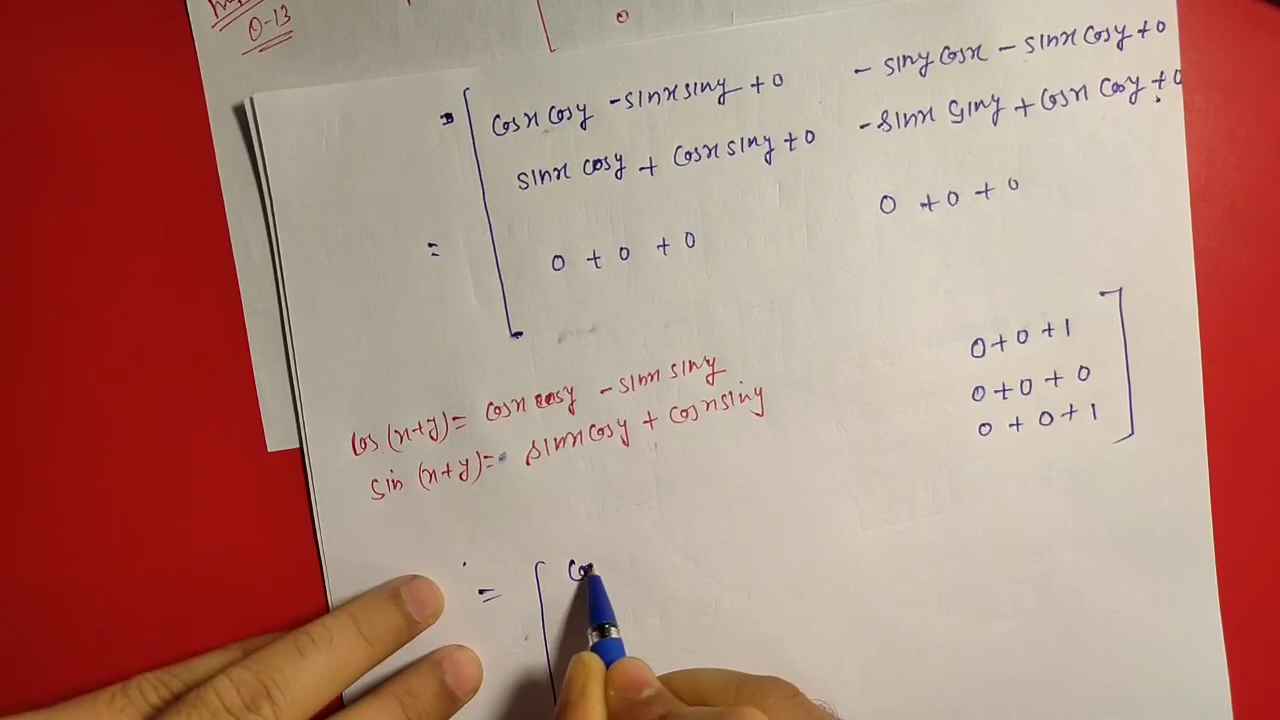 Q-13
0
= cosx cosy - sinx siny + 0 - siny cosx - sinx cosy + 0
sinx cosy + cosx siny + 0 - sinx siny + cosx cosy + 0
= 0 + 0 + 0 0 + 0 + 0
0 + 0 + 1
0 + 0 + 0
0 + 0 + 1
cos (x+y) = cosx cosy - sinx siny
sin (x+y) = sinx cosy + cosx siny
= [ co